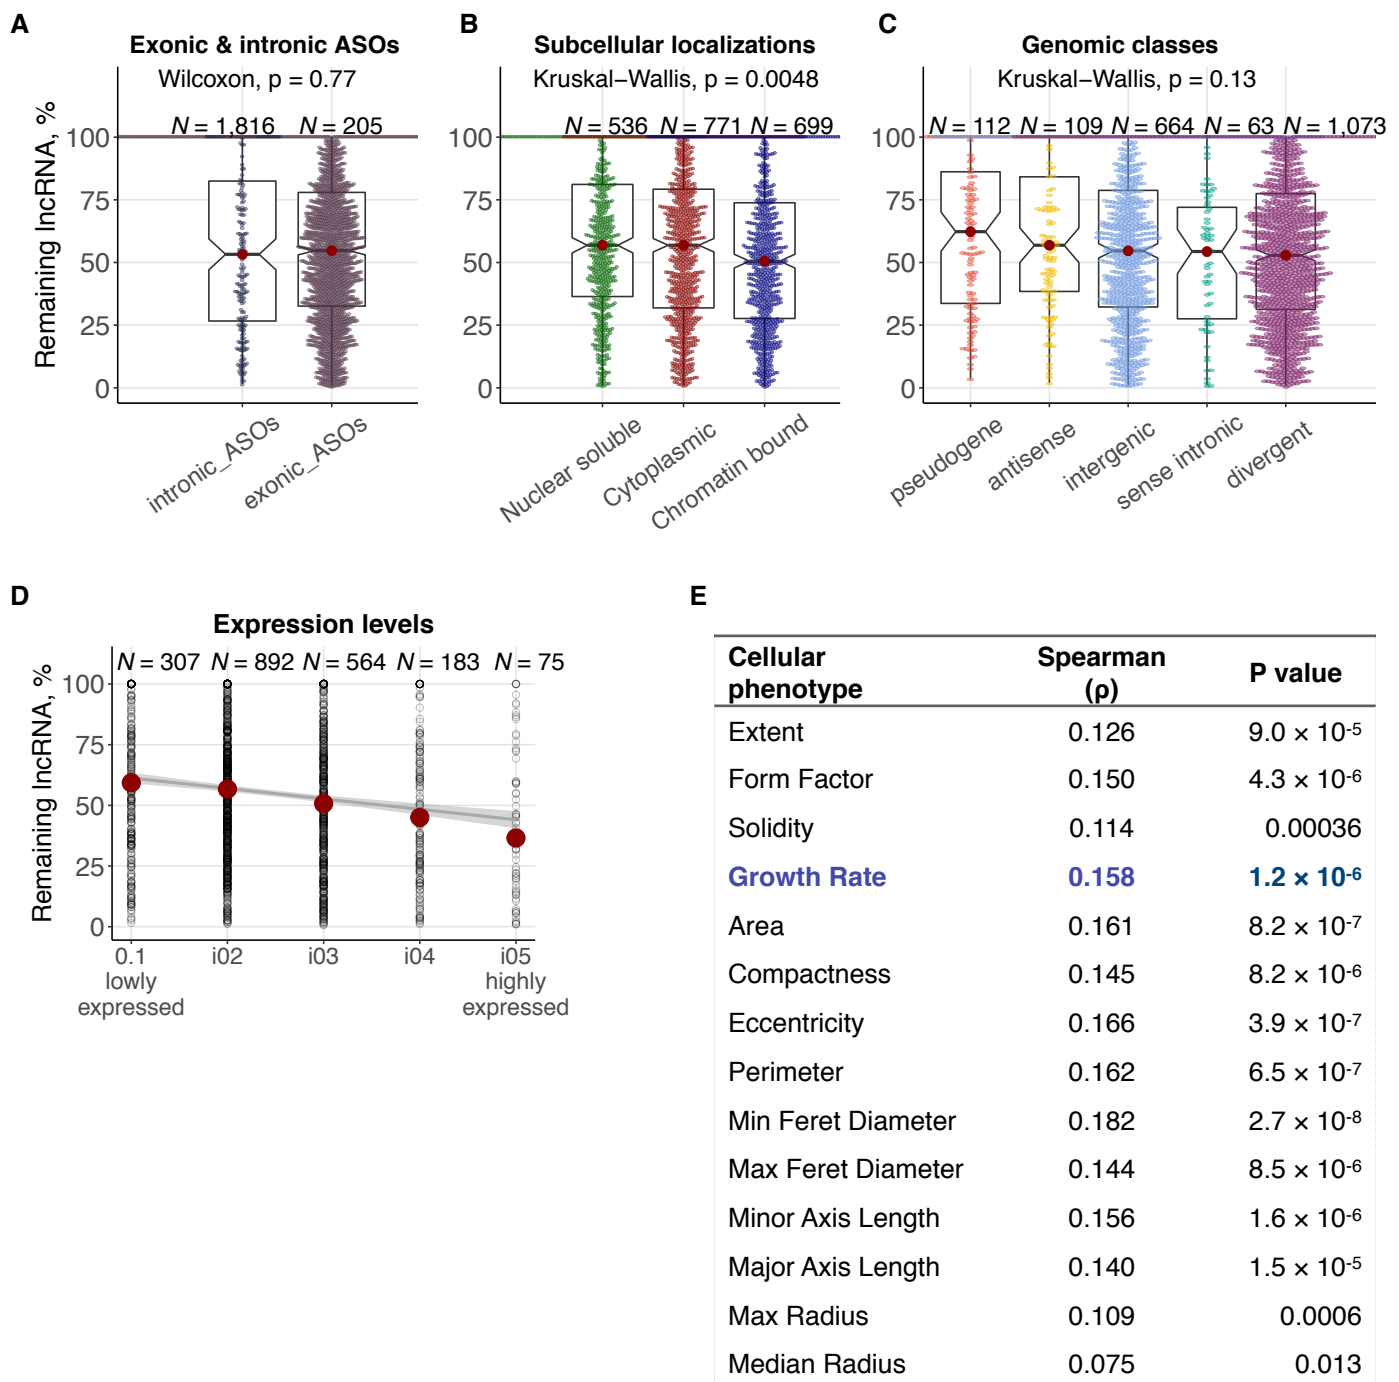 A
Exonic & intronic ASOs
Wilcoxon, p = 0.77
N = 1,816 N = 205
Remaining lncRNA, %
100
75
50
25
0
intronic_ASOs
exonic_ASOs
B
Subcellular localizations
Kruskal–Wallis, p = 0.0048
N = 536 N = 771 N = 699
100
75
50
25
0
Nuclear soluble
Cytoplasmic
Chromatin bound
C
Genomic classes
Kruskal–Wallis, p = 0.13
N = 112 N = 109 N = 664 N = 63 N = 1,073
100
75
50
25
0
pseudogene
antisense
intergenic
sense intronic
divergent
D
Expression levels
N = 307 N = 892 N = 564 N = 183 N = 75
Remaining lncRNA, %
100
75
50
25
0
0.1 i02 i03 i04 i05
lowly highly
expressed expressed
E
Cellular phenotype Spearman (ρ) P value
Extent 0.126 9.0 × 10⁻⁵
Form Factor 0.150 4.3 × 10⁻⁶
Solidity 0.114 0.00036
Growth Rate 0.158 1.2 × 10⁻⁶
Area 0.161 8.2 × 10⁻⁷
Compactness 0.145 8.2 × 10⁻⁶
Eccentricity 0.166 3.9 × 10⁻⁷
Perimeter 0.162 6.5 × 10⁻⁷
Min Feret Diameter 0.182 2.7 × 10⁻⁸
Max Feret Diameter 0.144 8.5 × 10⁻⁶
Minor Axis Length 0.156 1.6 × 10⁻⁶
Major Axis Length 0.140 1.5 × 10⁻⁵
Max Radius 0.109 0.0006
Median Radius 0.075 0.013